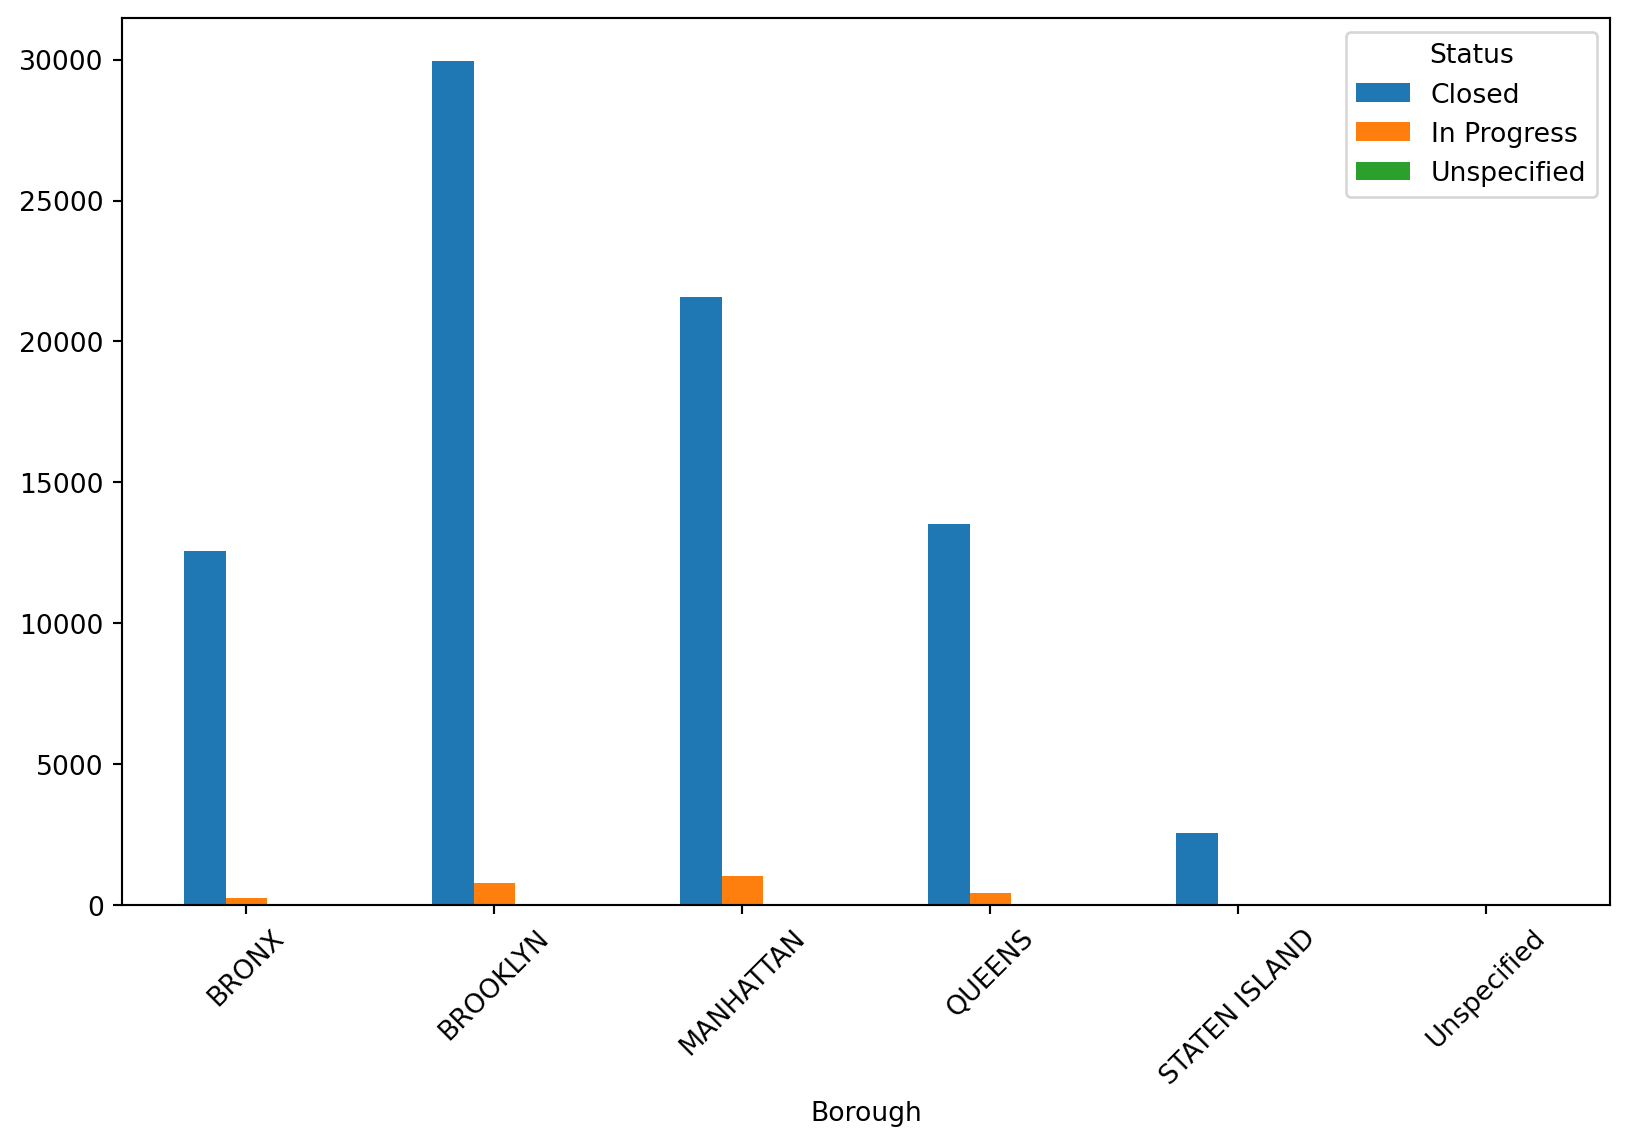 Status
Closed
In Progress
Unspecified
30000
25000
20000
15000
10000
5000
0
BRONX
BROOKLYN
MANHATTAN
QUEENS
STATEN ISLAND
Unspecified
Borough